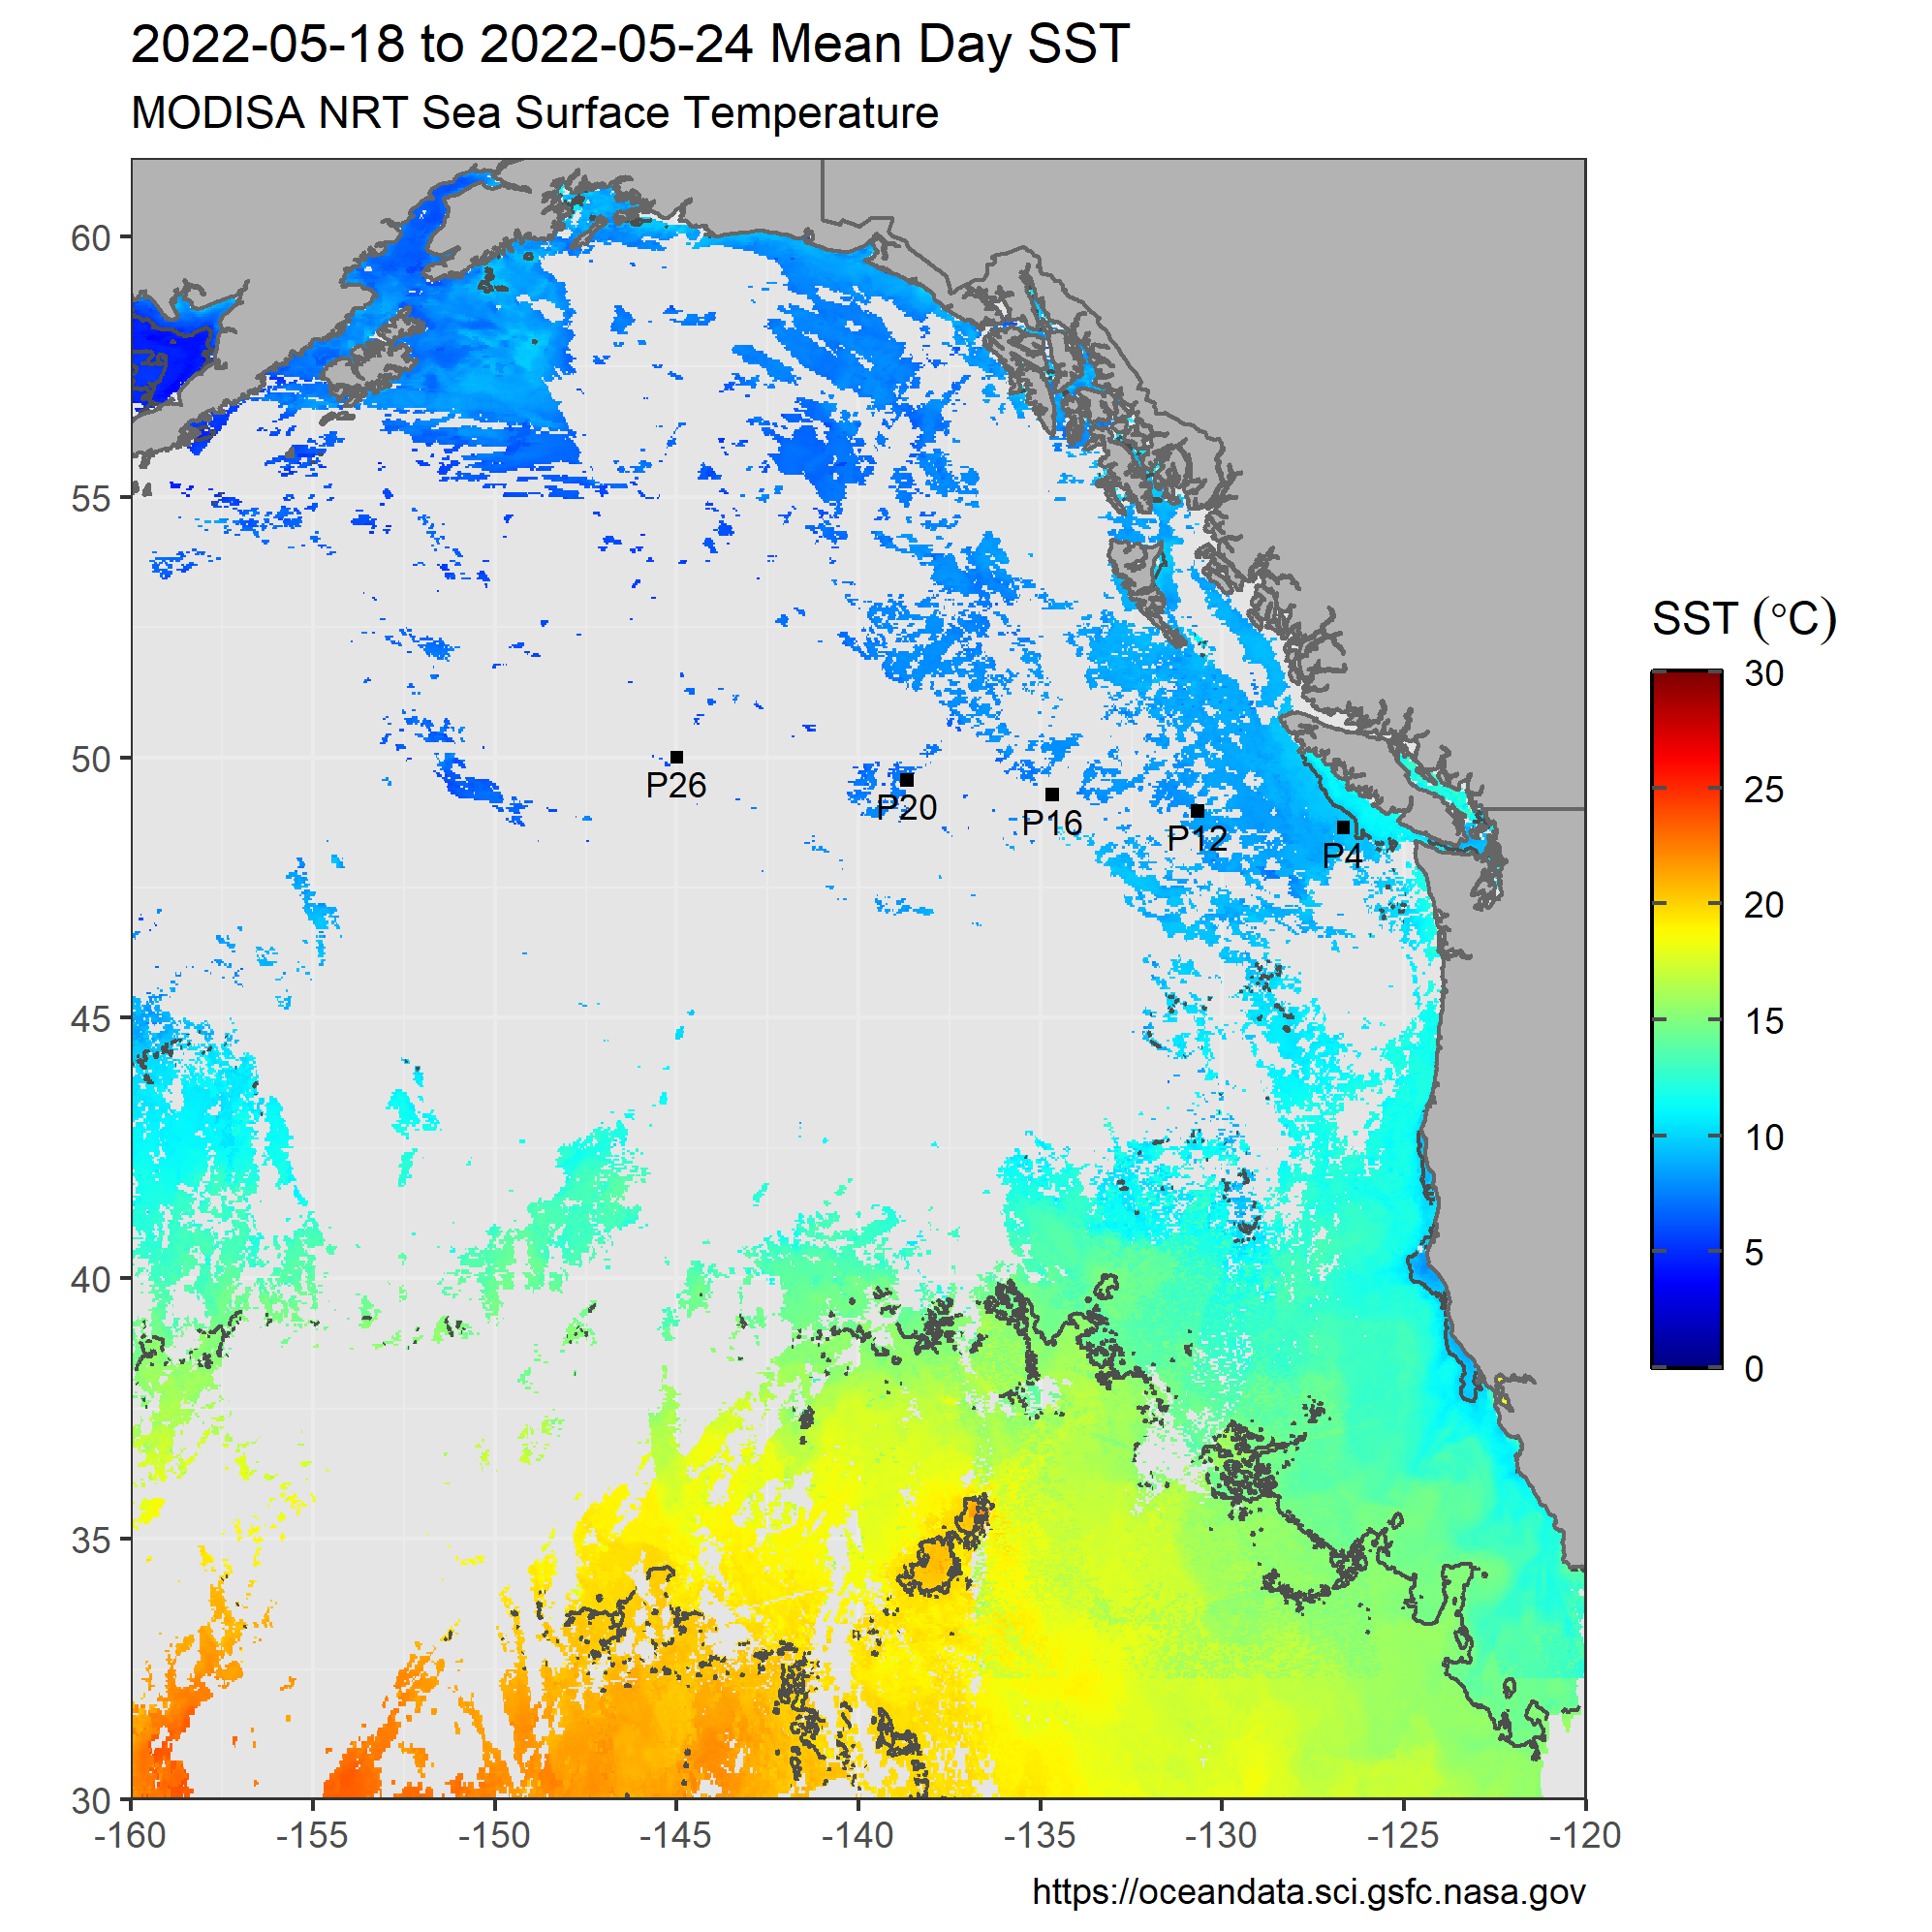 2022-05-18 to 2022-05-24 Mean Day SST
MODISA NRT Sea Surface Temperature
60
55
50
45
40
35
30
P26
P20
P16
P12
P4
-160
-155
-150
-145
-140
-135
-130
-125
-120
SST (°C)
30
25
20
15
10
5
0
https://oceandata.sci.gsfc.nasa.gov